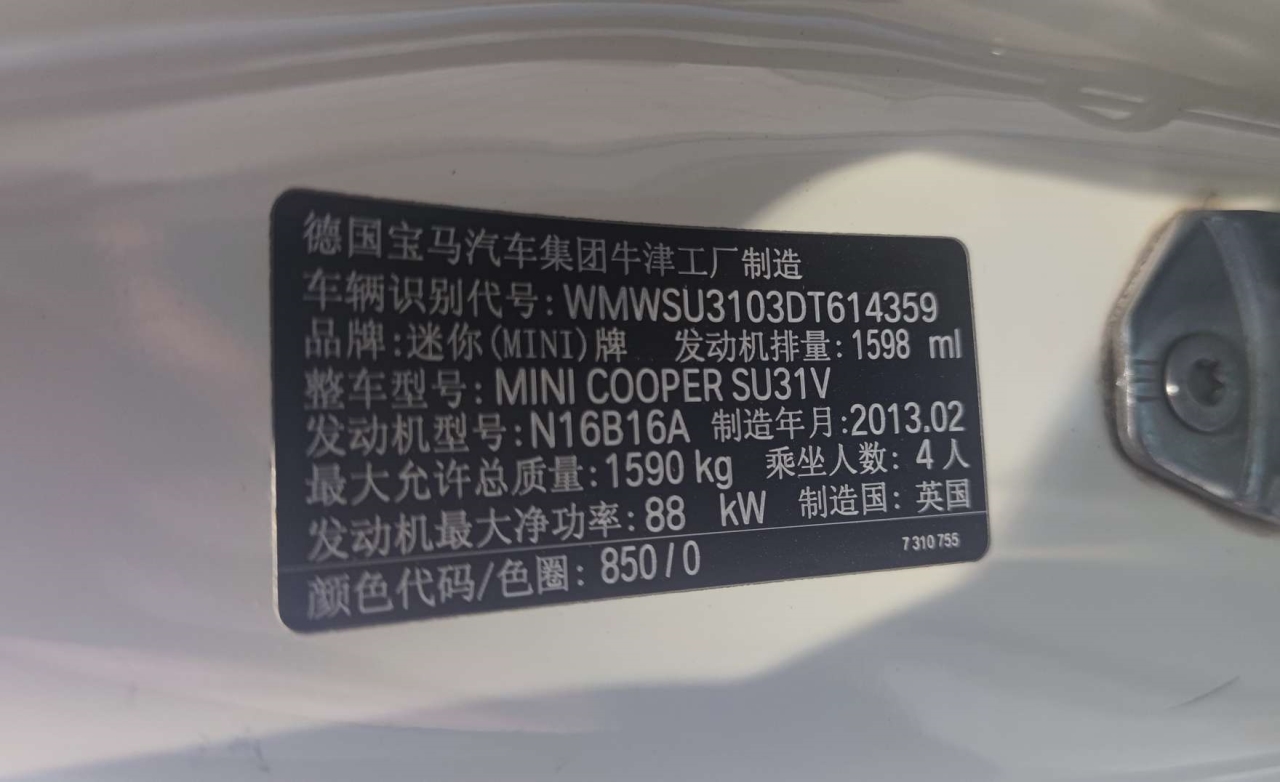 德国宝马汽车集团牛津工厂制造
车辆识别代号: WMWSU3103DT614359
品牌:迷你(MINI)牌 发动机排量:1598 ml
整车型号: MINI COOPER SU31V
发动机型号:N16B16A 制造年月:2013.02
最大允许总质量:1590 kg 乘坐人数: 4人
发动机最大净功率:88 kW 制造国: 英国
颜色代码/色圈: 850/0 7 310 755